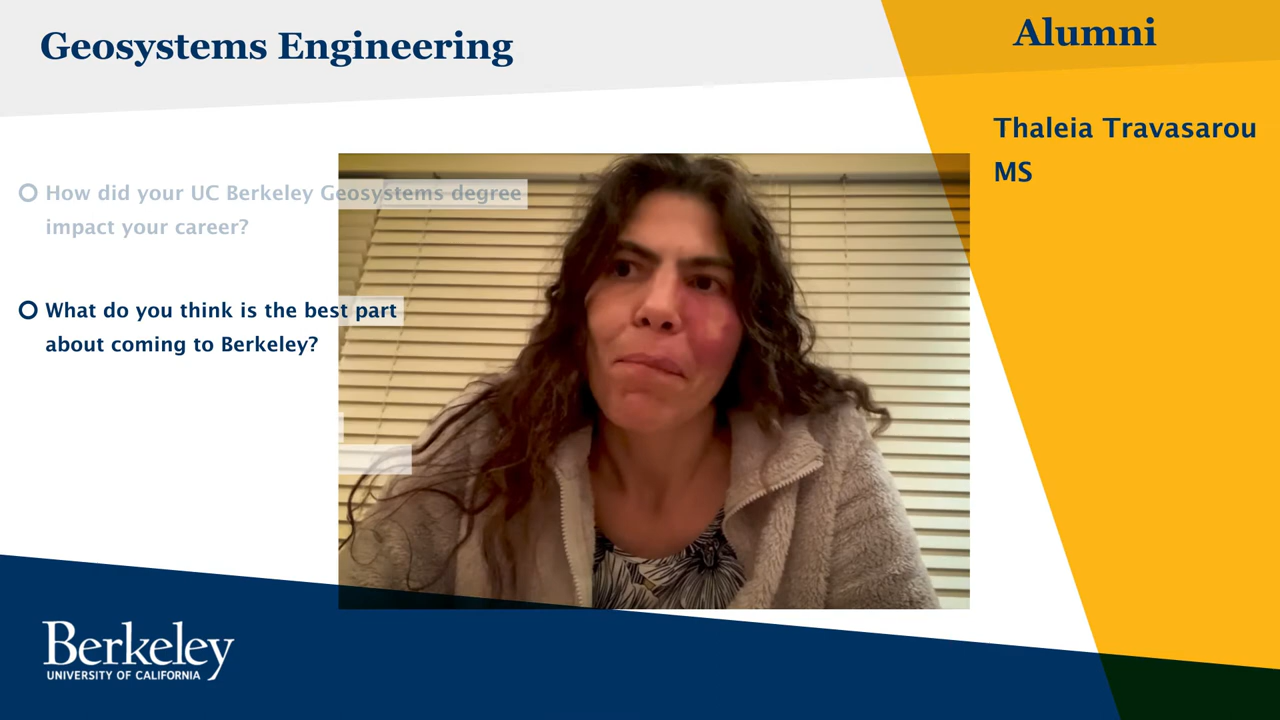 Geosystems Engineering
Alumni
Thaleia Travasarou
MS
How did your UC Berkeley Geosystems degree
impact your career?
What do you think is the best part
about coming to Berkeley?
Berkeley
UNIVERSITY OF CALIFORNIA